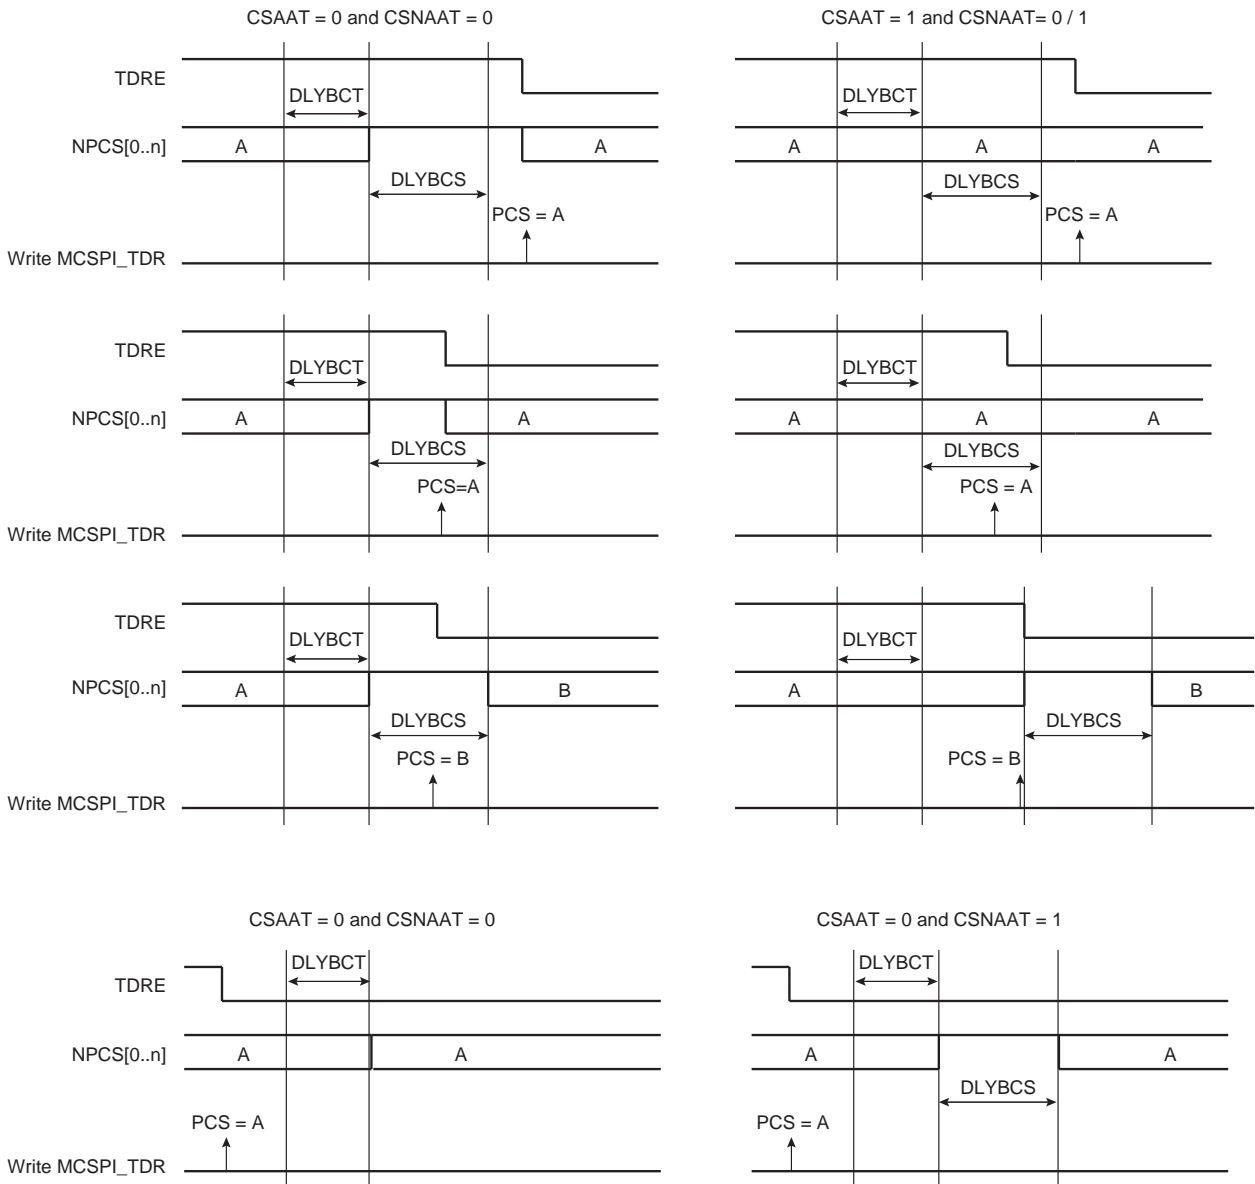 CSAAT = 0 and CSNAAT = 0
CSAAT = 1 and CSNAAT= 0 / 1
TDRE
DLYBCT
DLYBCT
NPCS[0..n]
A
A
A
A
A
DLYBCS
DLYBCS
PCS = A
PCS = A
Write MCSPI_TDR
TDRE
DLYBCT
DLYBCT
NPCS[0..n]
A
A
A
A
A
DLYBCS
DLYBCS
PCS=A
PCS = A
Write MCSPI_TDR
TDRE
DLYBCT
DLYBCT
NPCS[0..n]
A
B
A
B
DLYBCS
DLYBCS
PCS = B
PCS = B
Write MCSPI_TDR
CSAAT = 0 and CSNAAT = 0
CSAAT = 0 and CSNAAT = 1
TDRE
DLYBCT
DLYBCT
NPCS[0..n]
A
A
A
A
DLYBCS
PCS = A
PCS = A
Write MCSPI_TDR